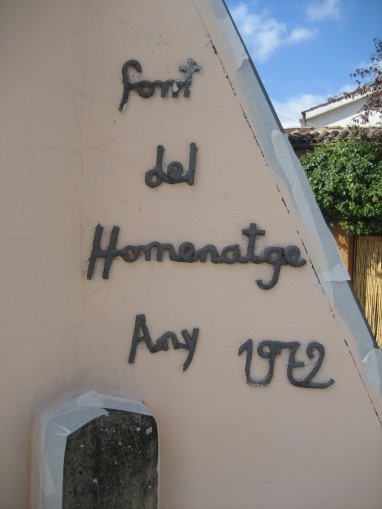 Font
del
Homenatge
Any 1972